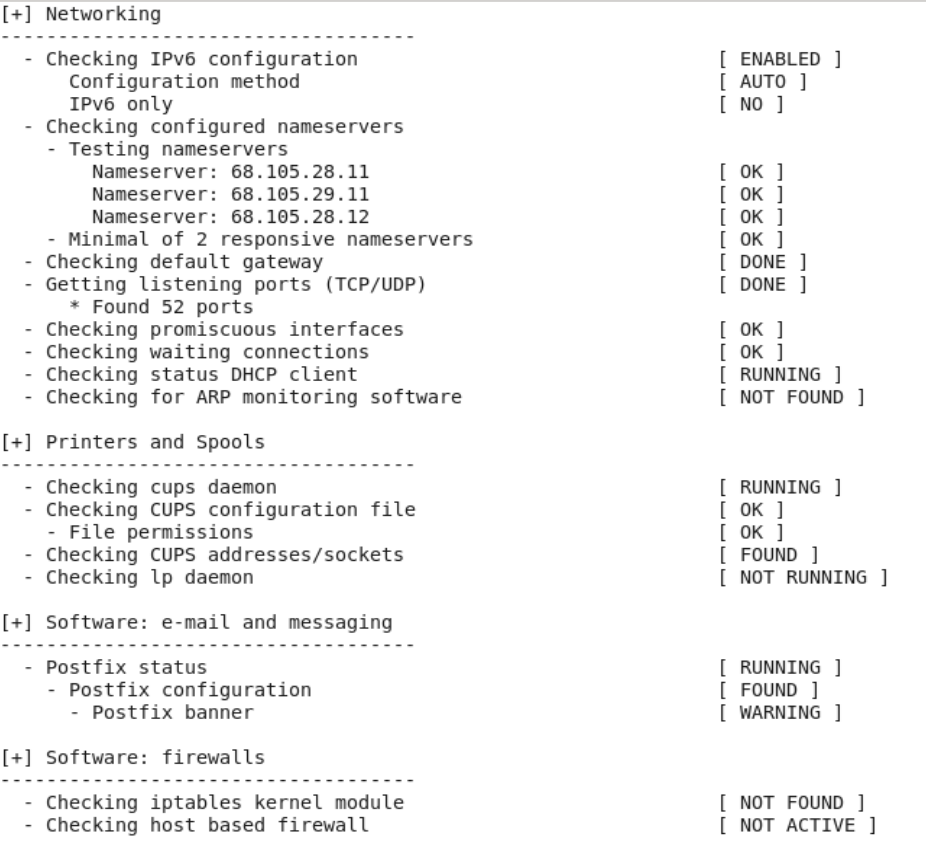 [+] Networking
------------------------------------
  - Checking IPv6 configuration                               [ ENABLED ]
      Configuration method                                    [ AUTO ]
      IPv6 only                                               [ NO ]
  - Checking configured nameservers
    - Testing nameservers
        Nameserver: 68.105.28.11                              [ OK ]
        Nameserver: 68.105.29.11                              [ OK ]
        Nameserver: 68.105.28.12                              [ OK ]
    - Minimal of 2 responsive nameservers                     [ OK ]
  - Checking default gateway                                  [ DONE ]
  - Getting listening ports (TCP/UDP)                         [ DONE ]
      * Found 52 ports
  - Checking promiscuous interfaces                           [ OK ]
  - Checking waiting connections                              [ OK ]
  - Checking status DHCP client                               [ RUNNING ]
  - Checking for ARP monitoring software                      [ NOT FOUND ]

[+] Printers and Spools
------------------------------------
  - Checking cups daemon                                      [ RUNNING ]
  - Checking CUPS configuration file                          [ OK ]
    - File permissions                                        [ OK ]
  - Checking CUPS addresses/sockets                           [ FOUND ]
  - Checking lp daemon                                        [ NOT RUNNING ]

[+] Software: e-mail and messaging
------------------------------------
  - Postfix status                                            [ RUNNING ]
    - Postfix configuration                                   [ FOUND ]
      - Postfix banner                                        [ WARNING ]

[+] Software: firewalls
------------------------------------
  - Checking iptables kernel module                           [ NOT FOUND ]
  - Checking host based firewall                              [ NOT ACTIVE ]